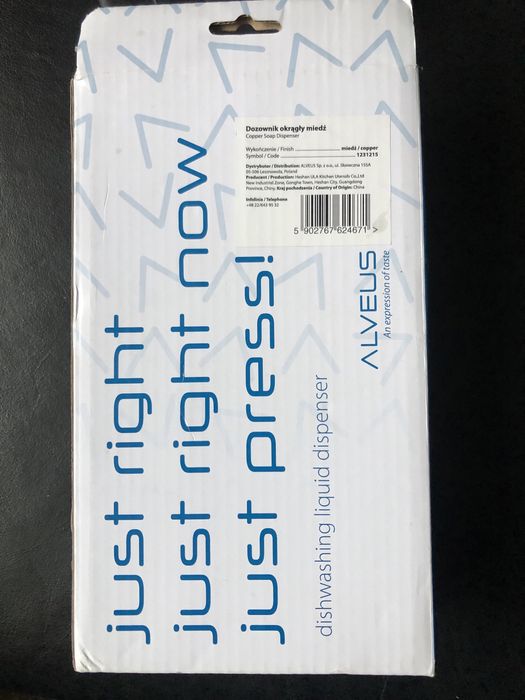 Dozownik okrągły miedź
Copper Soap Dispenser
Wykończenie / Finish miedź / copper
Symbol / Code 1231215
Dystrybutor / Distribution: ALVEUS Sp. z o.o., ul. Słoneczna 155A
05-506 Lesznowola, Poland
Producent / Production: Heshan ULA Kitchen Utensils Co.,Ltd
New Industrial Zone, Gonghe Town, Heshan City, Guangdong
Province, Chiny. Kraj pochodzenia / Country of Origin: China
Infolinia / Telephone
+48 22/643 95 32
5 902767 624671 >
just right
just right now
just press!
dishwashing liquid dispenser
ALVEUS
An expression of taste